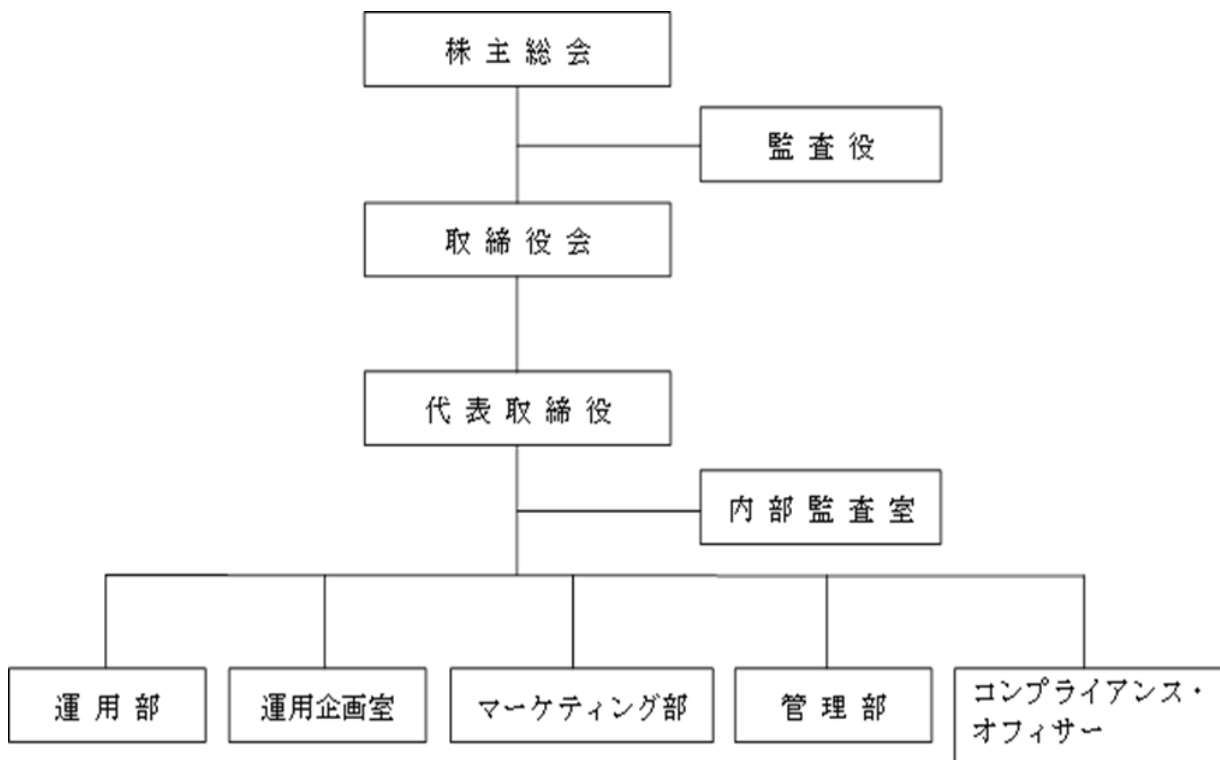 株主総会
監査役
取締役会
代表取締役
内部監査室
運用部
運用企画室
マーケティング部
管理部
コンプライアンス・
オフィサー